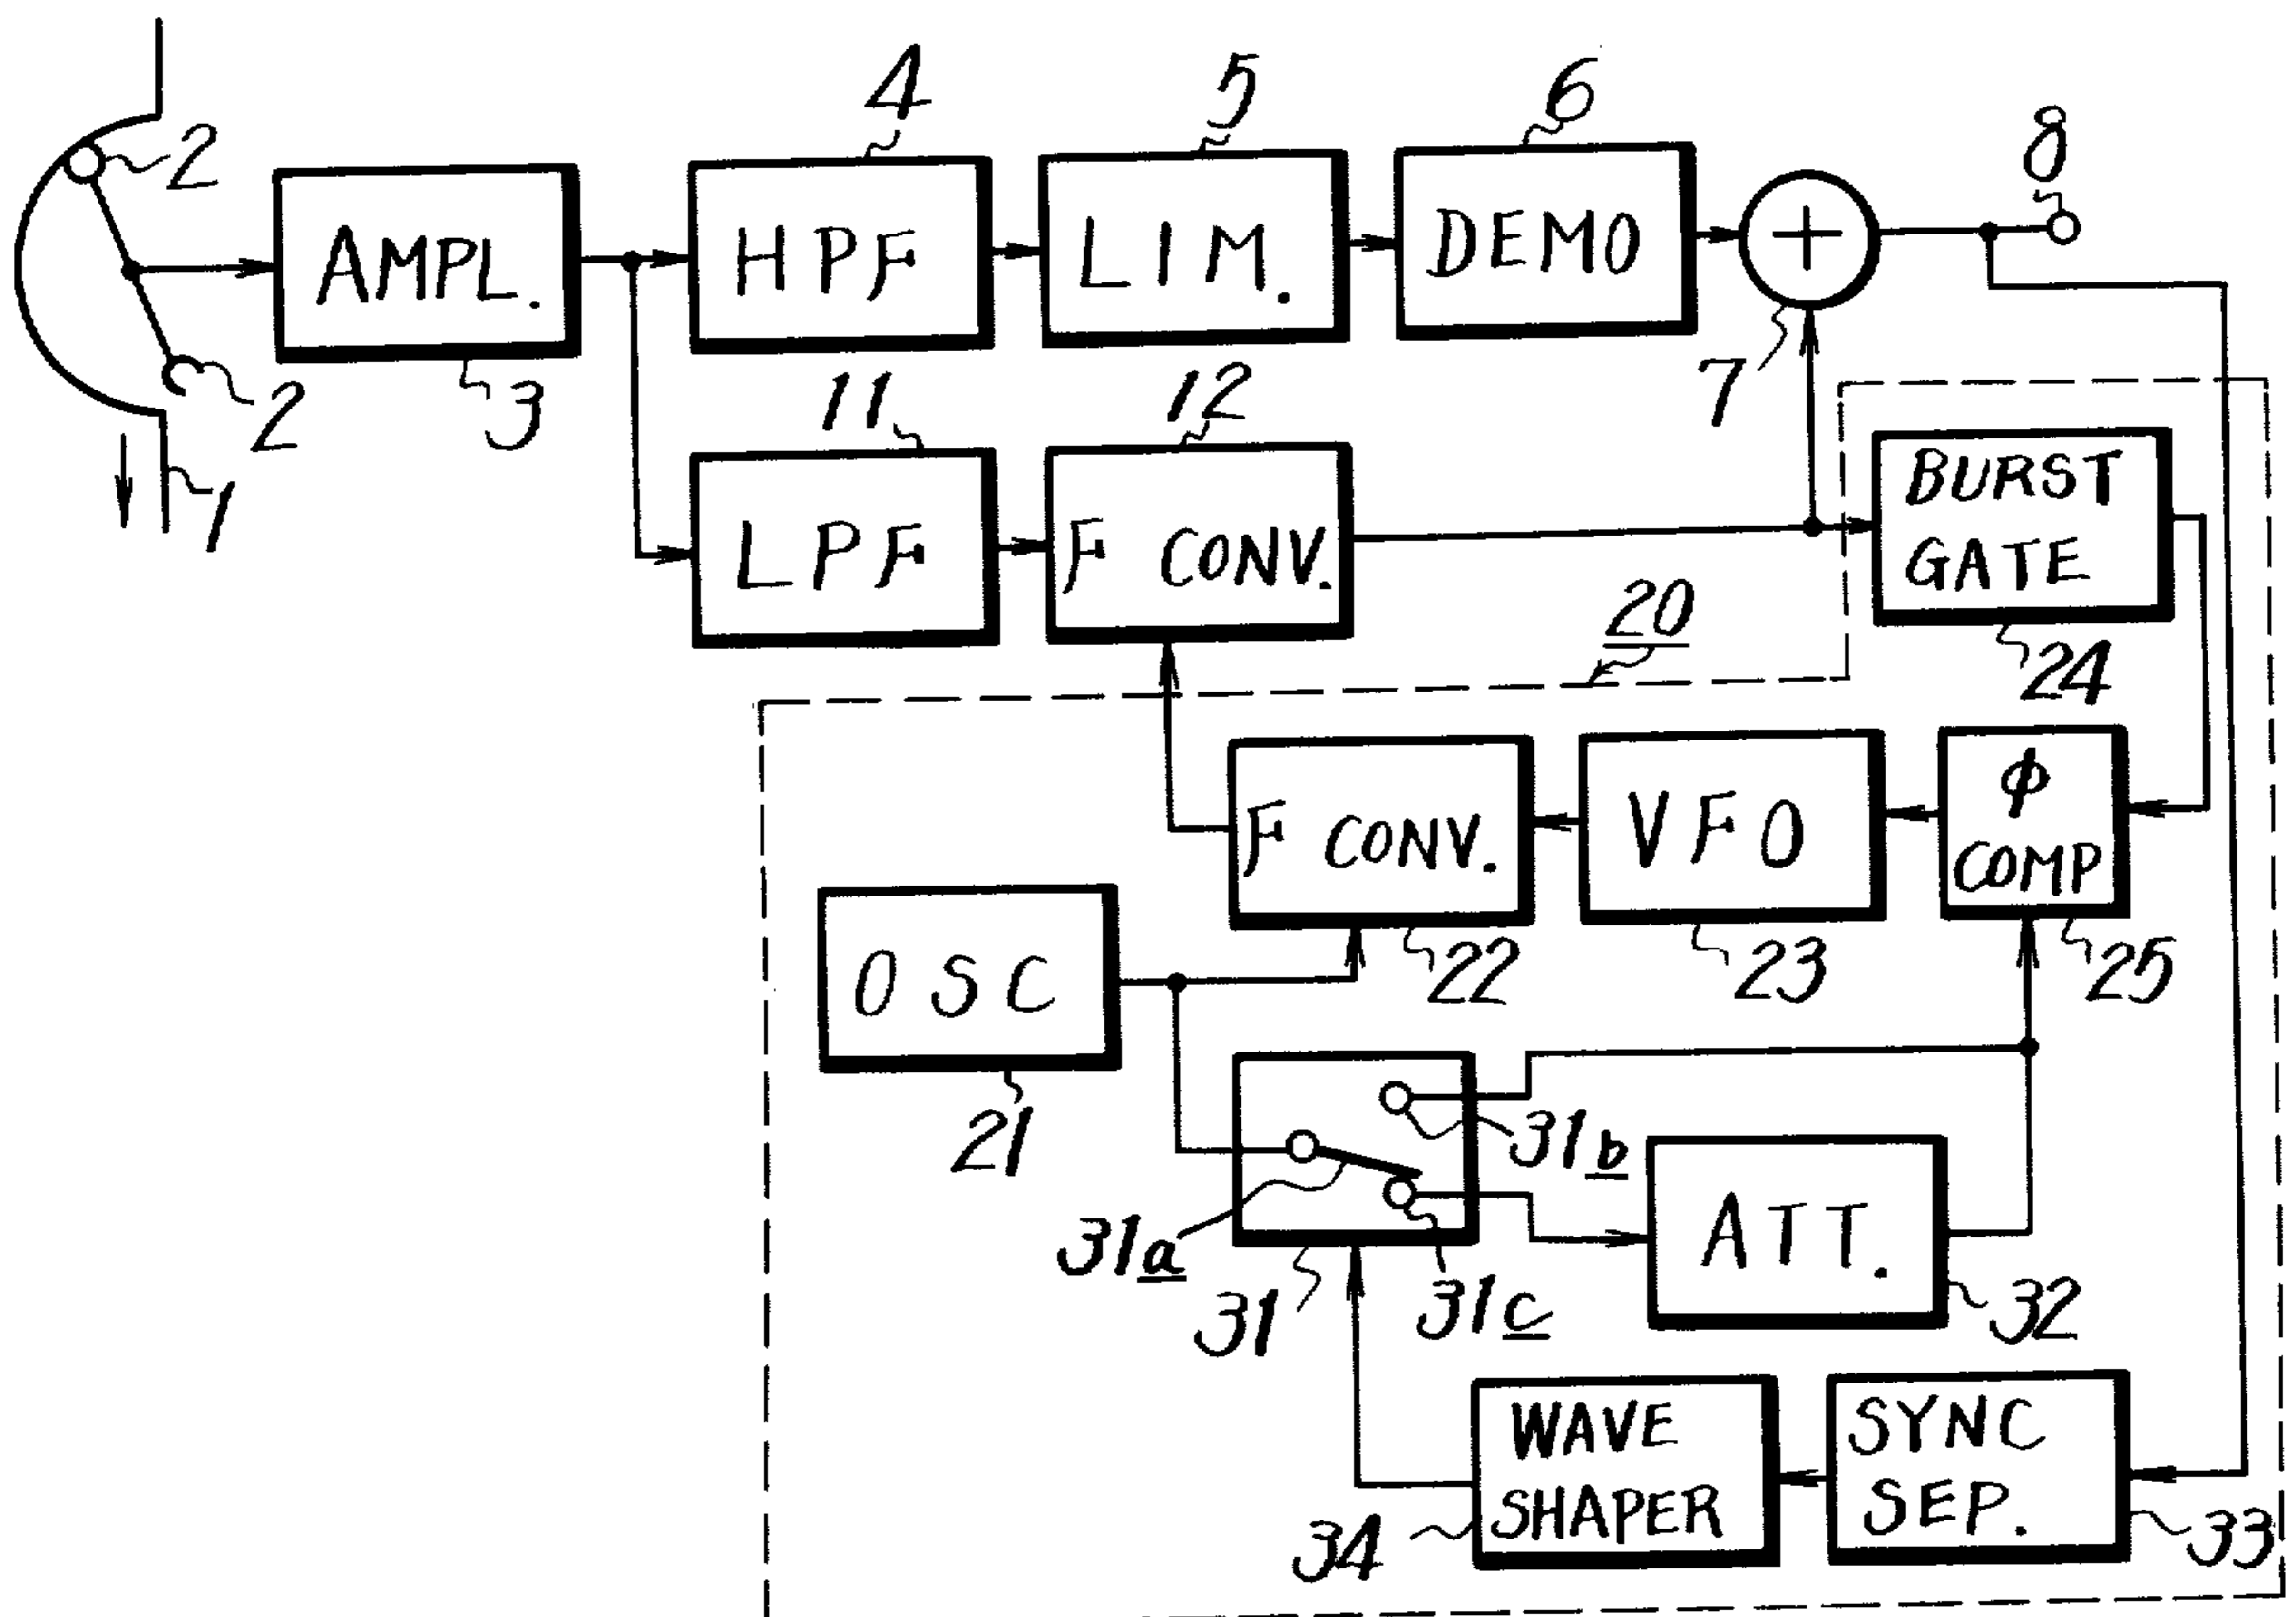 4
5
6
8
2
AMPL.
HPF
LIM.
DEMO
+
2
3
11
12
7
1
LPF
F CONV.
BURST
GATE
20
24
F CONV.
VFO
φ
COMP
OSC
22
23
25
21
31b
31a
31
31c
ATT.
32
WAVE
SHAPER
SYNC
SEP.
34
33